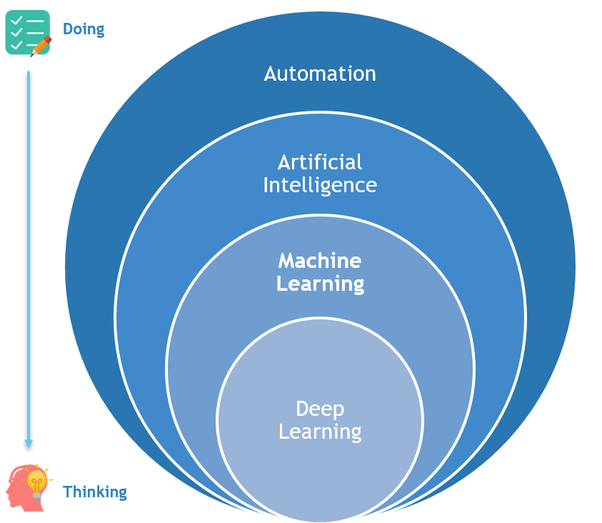 Doing
Automation
Artificial
Intelligence
Machine
Learning
Deep
Learning
Thinking